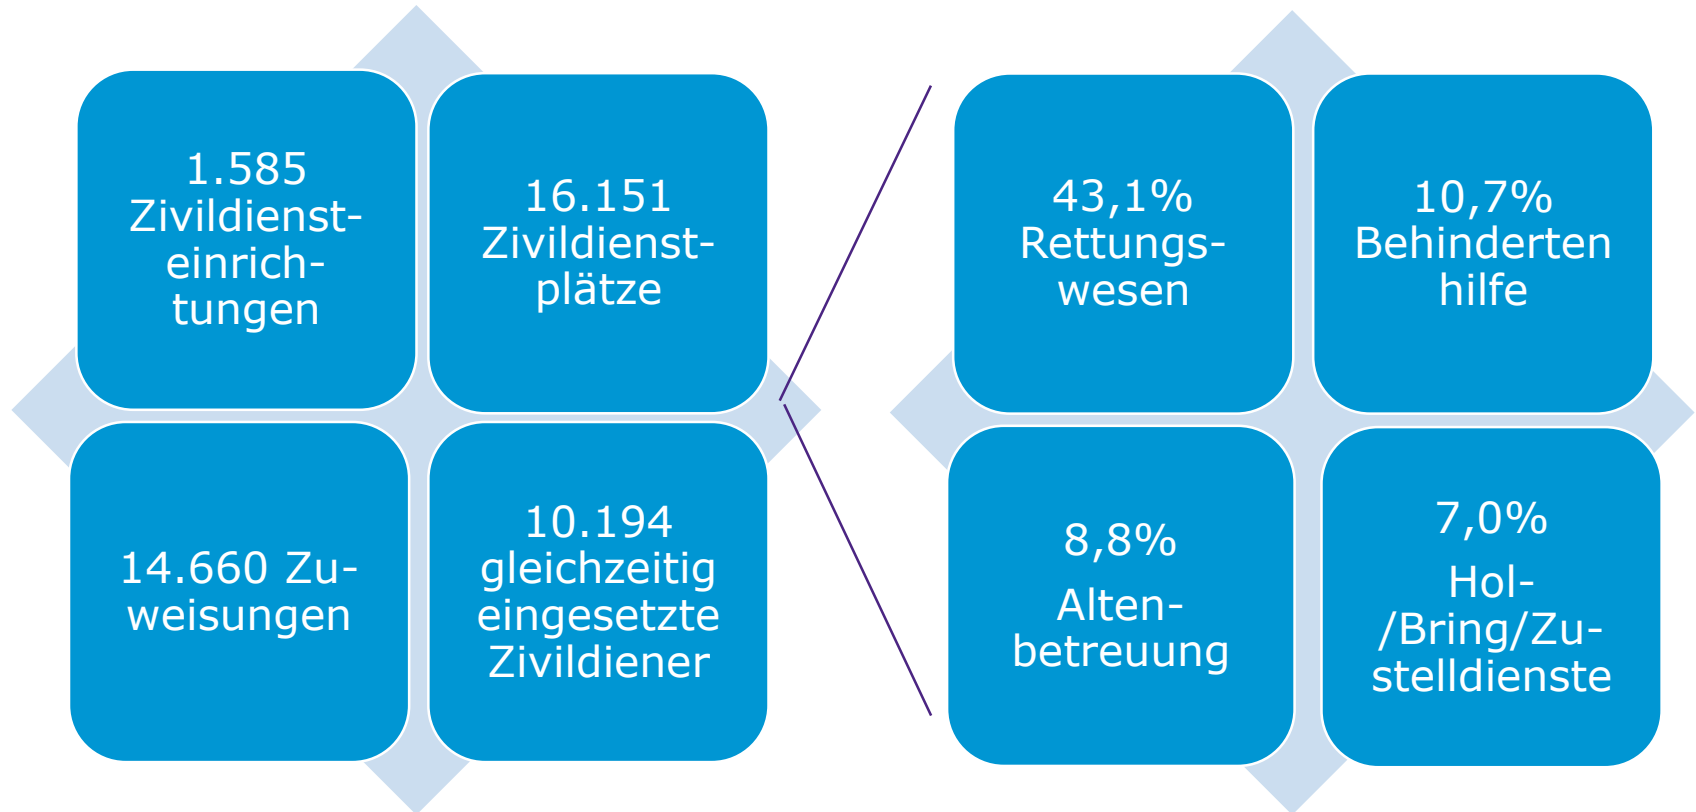 1.585
Zivildienst-
einrich-
tungen
16.151
Zivildienst-
plätze
14.660 Zu-
weisungen
10.194
gleichzeitig
eingesetzte
Zivildiener
43,1%
Rettungs-
wesen
10,7%
Behinderten
hilfe
8,8%
Alten-
betreuung
7,0%
Hol-
/Bring/Zu-
stelldienste